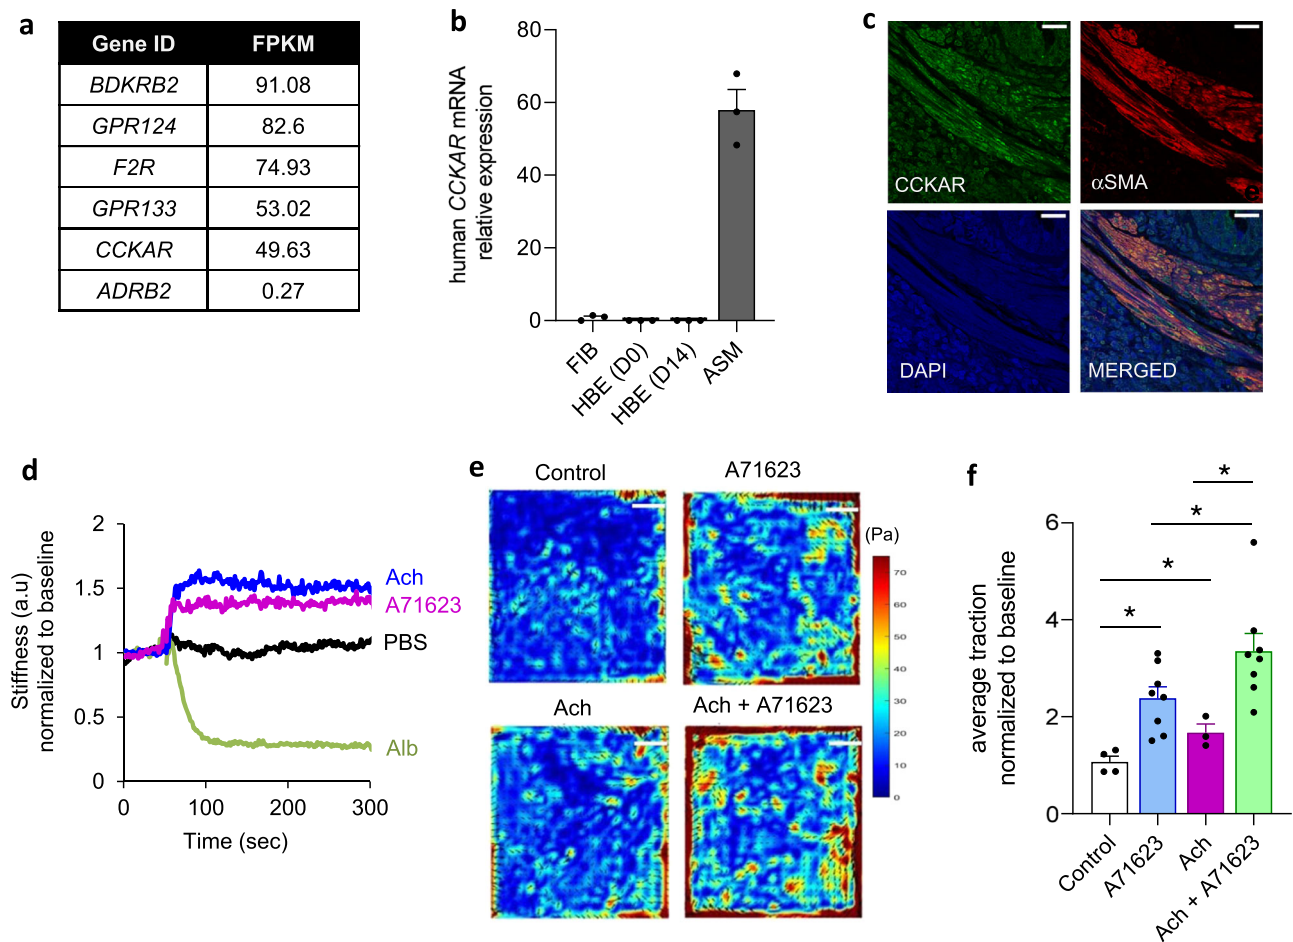 a
Gene ID FPKM
BDKRB2 91.08
GPR124 82.6
F2R 74.93
GPR133 53.02
CCKAR 49.63
ADRB2 0.27
b
human CCKAR mRNA
relative expression
80
60
40
20
0
FIB
HBE (D0)
HBE (D14)
ASM
c
CCKAR
αSMA
DAPI
MERGED
d
Stiffness (a.u)
normalized to baseline
2
1.5
1
0.5
0
Ach
A71623
PBS
Alb
0 100 200 300
Time (sec)
e
Control
A71623
Ach
Ach + A71623
(Pa)
70
60
50
40
30
20
10
0
f
average traction
normalized to baseline
6
4
2
0
*
*
*
*
Control
A71623
Ach
Ach + A71623